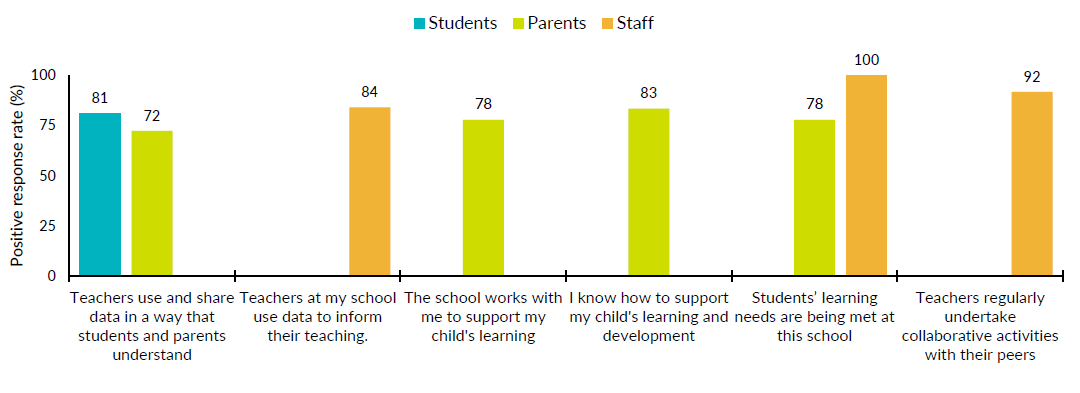 Students Parents Staff
Positive response rate (%)
100
75
50
25
0
81
72
84
78
83
78
100
92
Teachers use and share
data in a way that
students and parents
understand
Teachers at my school
use data to inform
their teaching.
The school works with
me to support my
child's learning
I know how to support
my child's learning and
development
Students’ learning
needs are being met at
this school
Teachers regularly
undertake
collaborative activities
with their peers